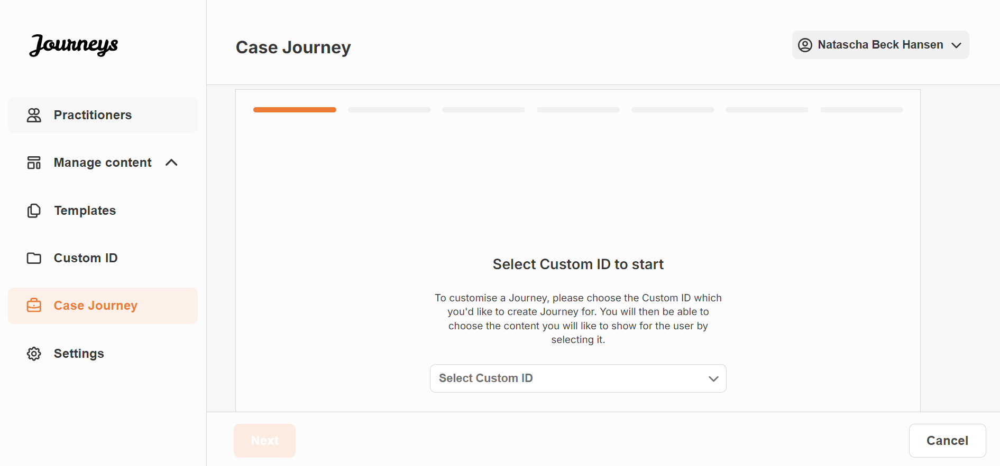 Journeys
Case Journey
Natascha Beck Hansen
Practitioners
Manage content
Templates
Custom ID
Case Journey
Settings
Select Custom ID to start
To customise a Journey, please choose the Custom ID which
you'd like to create Journey for. You will then be able to
choose the content you will like to show for the user by
selecting it.
Select Custom ID
Next
Cancel